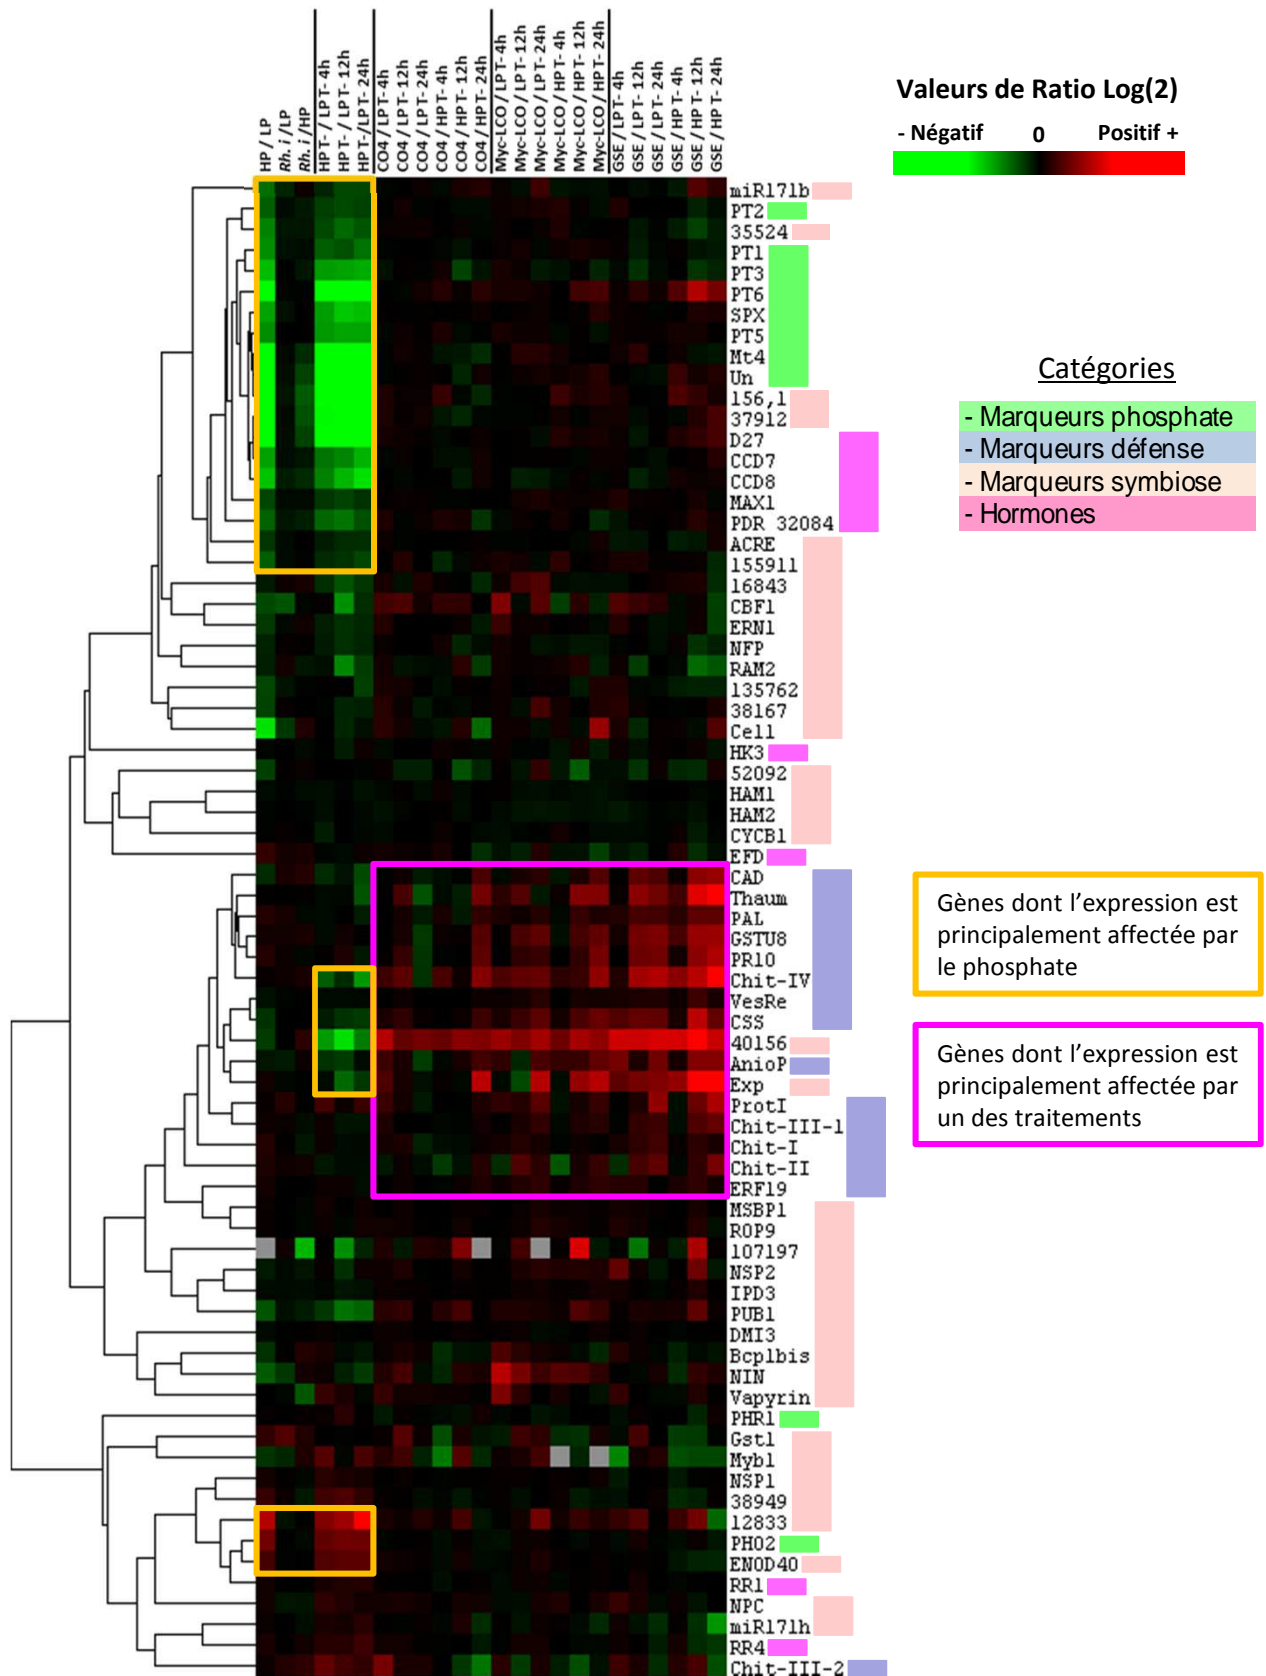 HP / LP
Rh. i /LP
Rh. i /HP
HPT- / LPT- 4h
HPT- / LPT- 12h
HPT-/LPT- 24h
CO4 / LPT- 4h
CO4 / LPT- 12h
CO4 / LPT- 24h
CO4 / HPT- 4h
CO4 / HPT- 12h
CO4 / HPT- 24h
Myc-LCO / LPT- 4h
Myc-LCO / LPT- 12h
Myc-LCO / LPT- 24h
Myc-LCO / HPT- 4h
Myc-LCO / HPT- 12h
Myc-LCO / HPT- 24h
GSE / LPT- 4h
GSE / LPT- 12h
GSE / LPT- 24h
GSE / HPT- 4h
GSE / HPT- 12h
GSE / HPT- 24h
Valeurs de Ratio Log(2)
- Négatif 0 Positif +
miR171b
PT2
35524
PT1
PT3
PT6
SPX
PT5
Mt4
Un
156,1
37912
D27
CCD7
CCD8
MAX1
PDR 32084
ACRE
155911
16843
CBF1
ERN1
NFP
RAM2
135762
38167
Cell
HK3
52092
HAM1
HAM2
CYCB1
EFD
CAD
Thaum
PAL
GSTU8
PR10
Chit-IV
VesRe
CSS
40156
AnioP
Exp
ProtI
Chit-III-1
Chit-I
Chit-II
ERF19
MSBP1
ROP9
107197
NSP2
IPD3
PUB1
DMI3
Bcp1bis
NIN
Vapyrin
PHR1
Gst1
Myb1
NSP1
38949
12833
PHO2
ENOD40
RR1
NPC
miR171h
RR4
Chit-III-2
Catégories
- Marqueurs phosphate
- Marqueurs défense
- Marqueurs symbiose
- Hormones
Gènes dont l'expression est
principalement affectée par
le phosphate
Gènes dont l'expression est
principalement affectée par
un des traitements